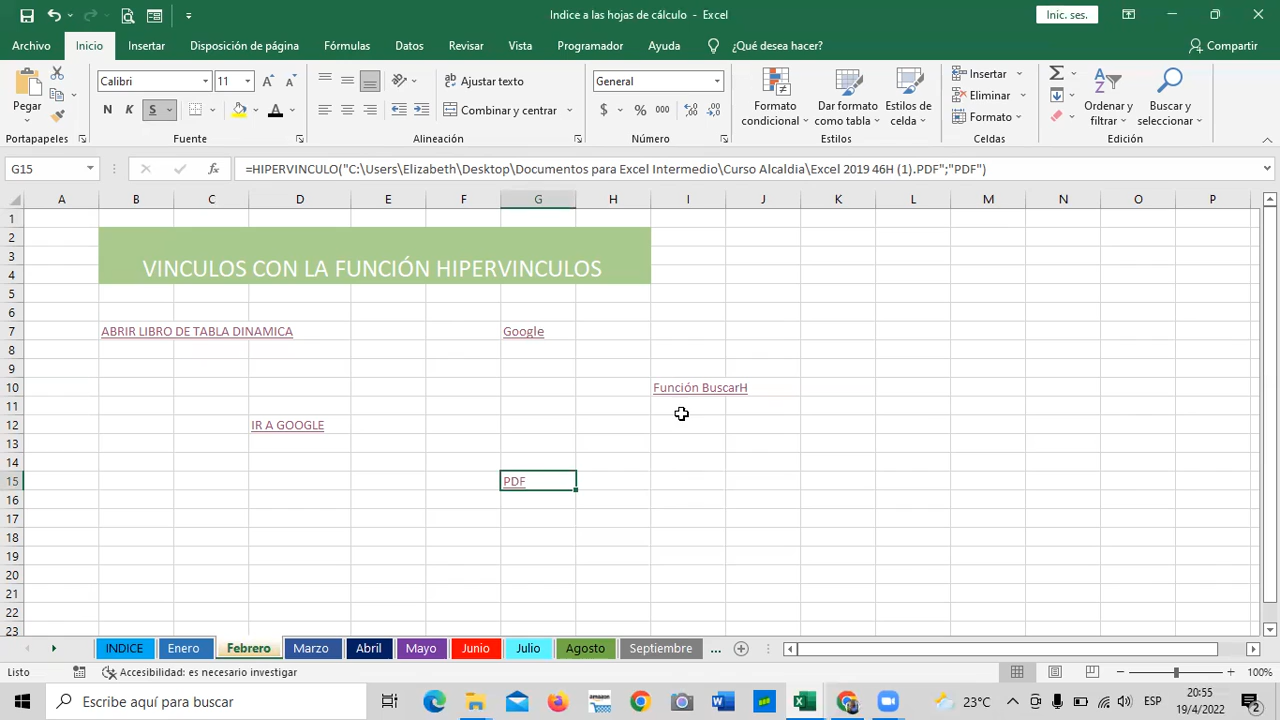 Indice a las hojas de cálculo - Excel
Inic. ses.
Archivo Inicio Insertar Disposición de página Fórmulas Datos Revisar Vista Programador Ayuda ¿Qué desea hacer? Compartir
Pegar
Portapapeles
Calibri 11
N K S
Fuente
Ajustar texto
Combinar y centrar
Alineación
General
$ % 000
Número
Formato condicional
Dar formato como tabla
Estilos de celda
Estilos
Insertar
Eliminar
Formato
Celdas
Ordenar y filtrar
Buscar y seleccionar
Edición
G15 fx =HIPERVINCULO("C:\Users\Elizabeth\Desktop\Documentos para Excel Intermedio\Curso Alcaldia\Excel 2019 46H (1).PDF";"PDF")
A B C D E F G H I J K L M N O P
1
2
3
4
5
6
7
8
9
10
11
12
13
14
15
16
17
18
19
20
21
22
23
VINCULOS CON LA FUNCIÓN HIPERVINCULOS
ABRIR LIBRO DE TABLA DINAMICA Google
Función BuscarH
IR A GOOGLE
PDF
INDICE Enero Febrero Marzo Abril Mayo Junio Julio Agosto Septiembre ...
Listo Accesibilidad: es necesario investigar 100%
Escribe aquí para buscar
23°C ESP
20:55
19/4/2022
2